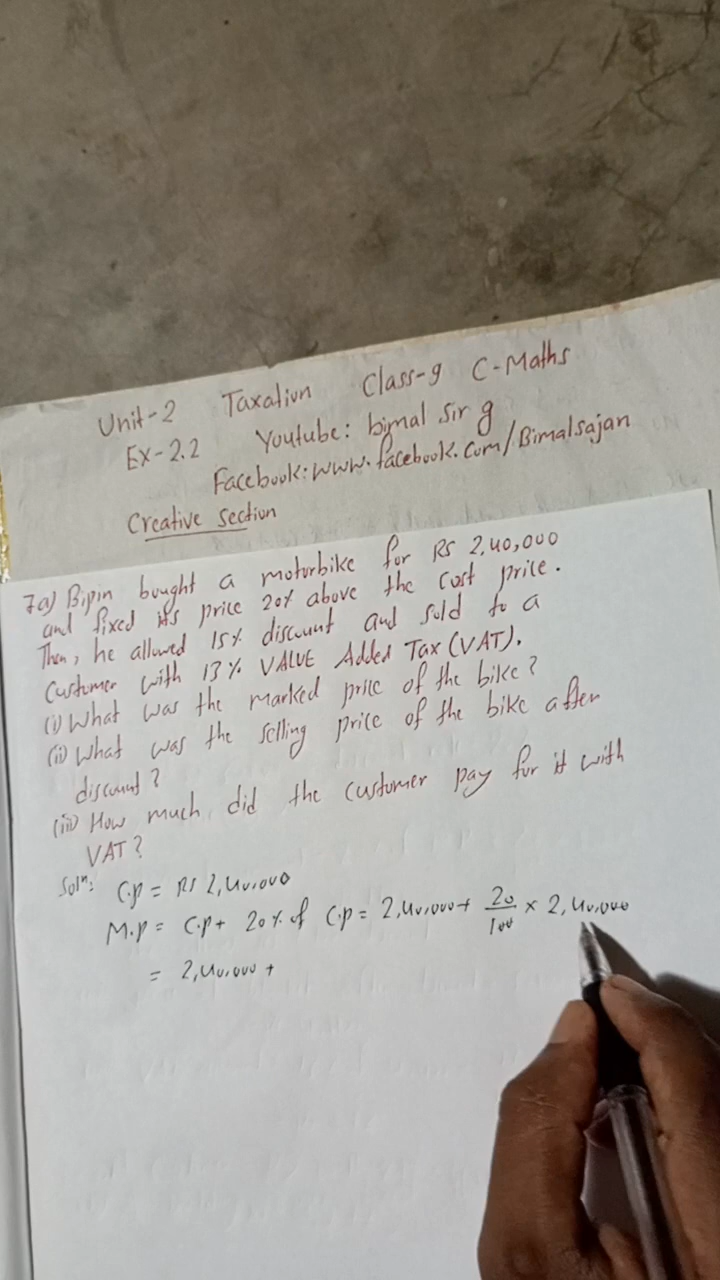 Unit-2 Taxation Class-9 C-Maths
Ex-2.2 Youtube: bimal sir g
Facebook: www.facebook.com/Bimalsajan
Creative section
7a) Bipin bought a motorbike for RS 2,40,000
and fixed its price 20% above the cost price.
Then, he allowed 15% discount and sold to a
Customer with 13% VALUE Added Tax (VAT).
(i) What was the marked price of the bike?
(ii) What was the selling price of the bike after
discount?
(iii) How much did the customer pay for it with
VAT?
Solⁿ: C.p = RS 2,40,000
M.p = C.p + 20% of C.p = 2,40,000 + 20/100 × 2,40,000
= 2,40,000 +